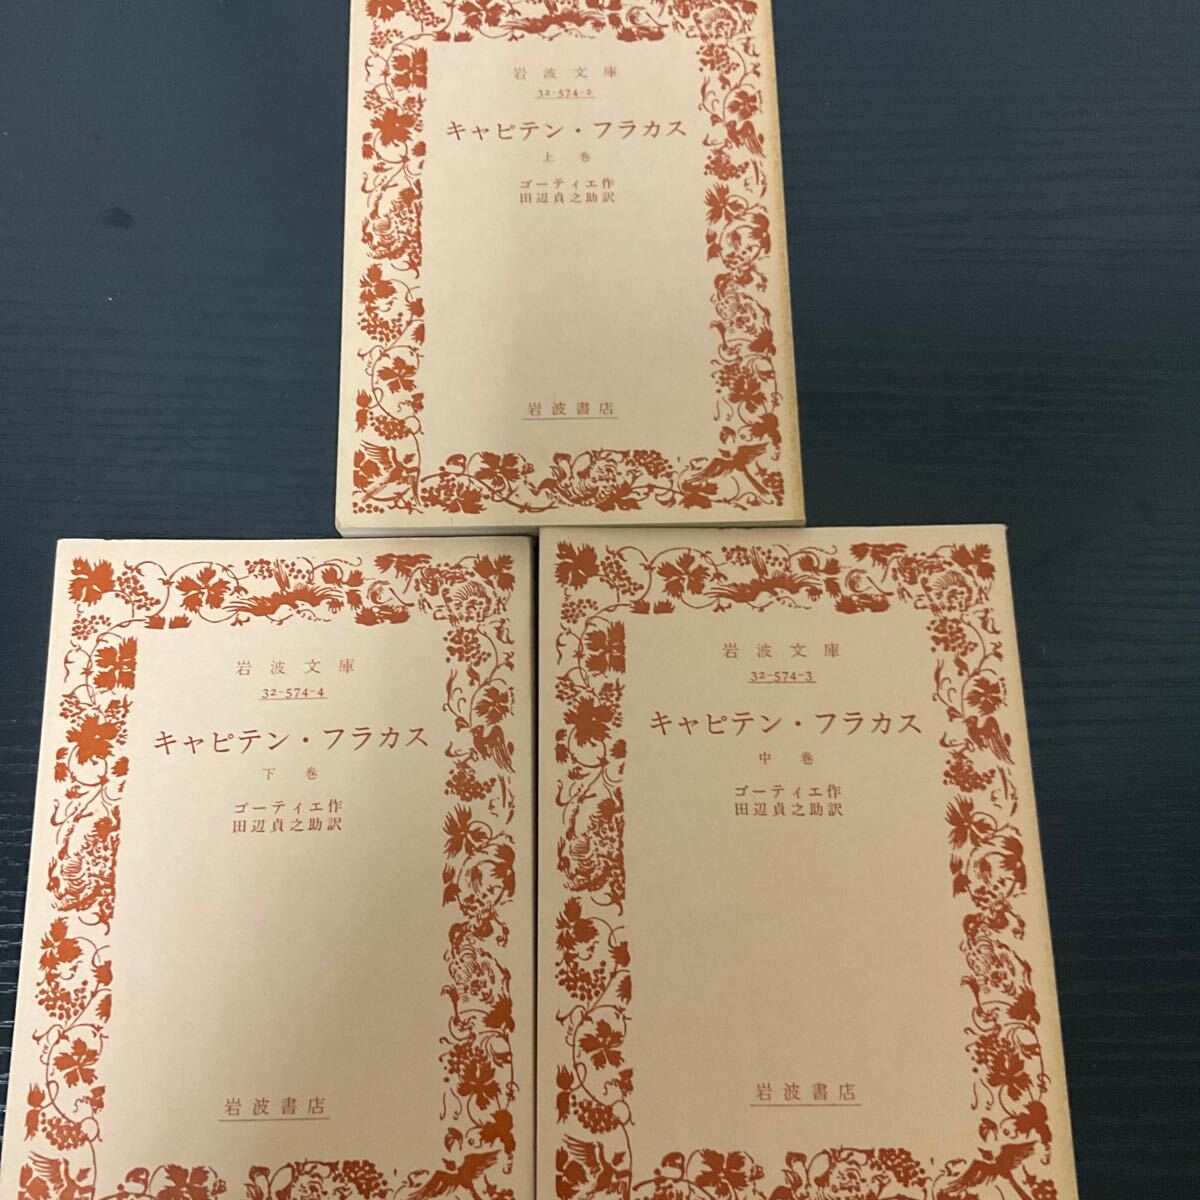 岩波文庫
32-574-2
キャピテン・フラカス
上巻
ゴーティエ作
田辺貞之助訳
岩波書店
岩波文庫
32-574-4
キャピテン・フラカス
下巻
ゴーティエ作
田辺貞之助訳
岩波書店
岩波文庫
32-574-3
キャピテン・フラカス
中巻
ゴーティエ作
田辺貞之助訳
岩波書店